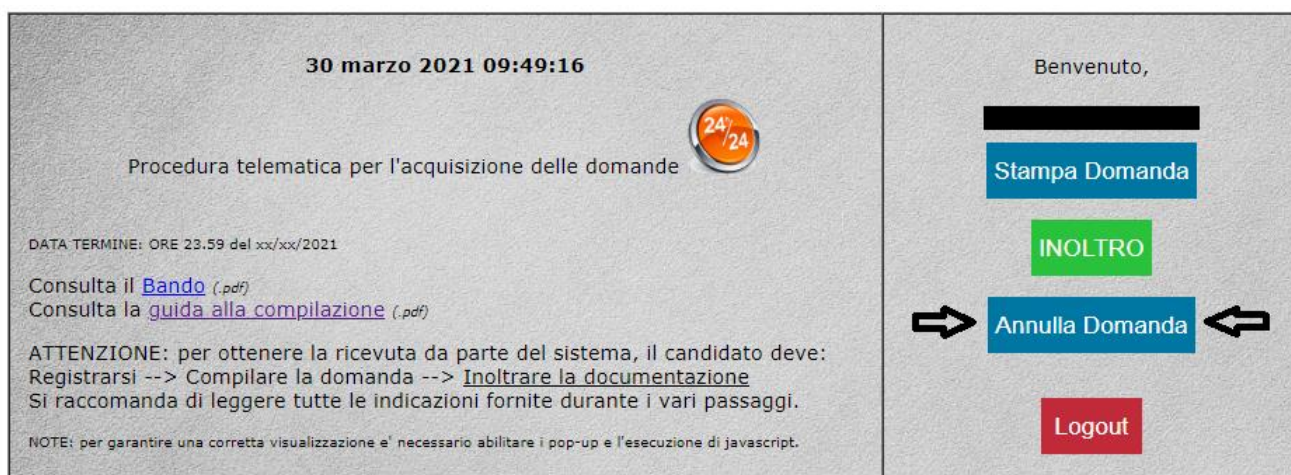 30 marzo 2021 09:49:16
Procedura telematica per l'acquisizione delle domande
24h/24
DATA TERMINE: ORE 23.59 del xx/xx/2021
Consulta il Bando (.pdf)
Consulta la guida alla compilazione (.pdf)
ATTENZIONE: per ottenere la ricevuta da parte del sistema, il candidato deve:
Registrarsi --> Compilare la domanda --> Inoltrare la documentazione
Si raccomanda di leggere tutte le indicazioni fornite durante i vari passaggi.
NOTE: per garantire una corretta visualizzazione e' necessario abilitare i pop-up e l'esecuzione di javascript.
Benvenuto,
Stampa Domanda
INOLTRO
Annulla Domanda
Logout